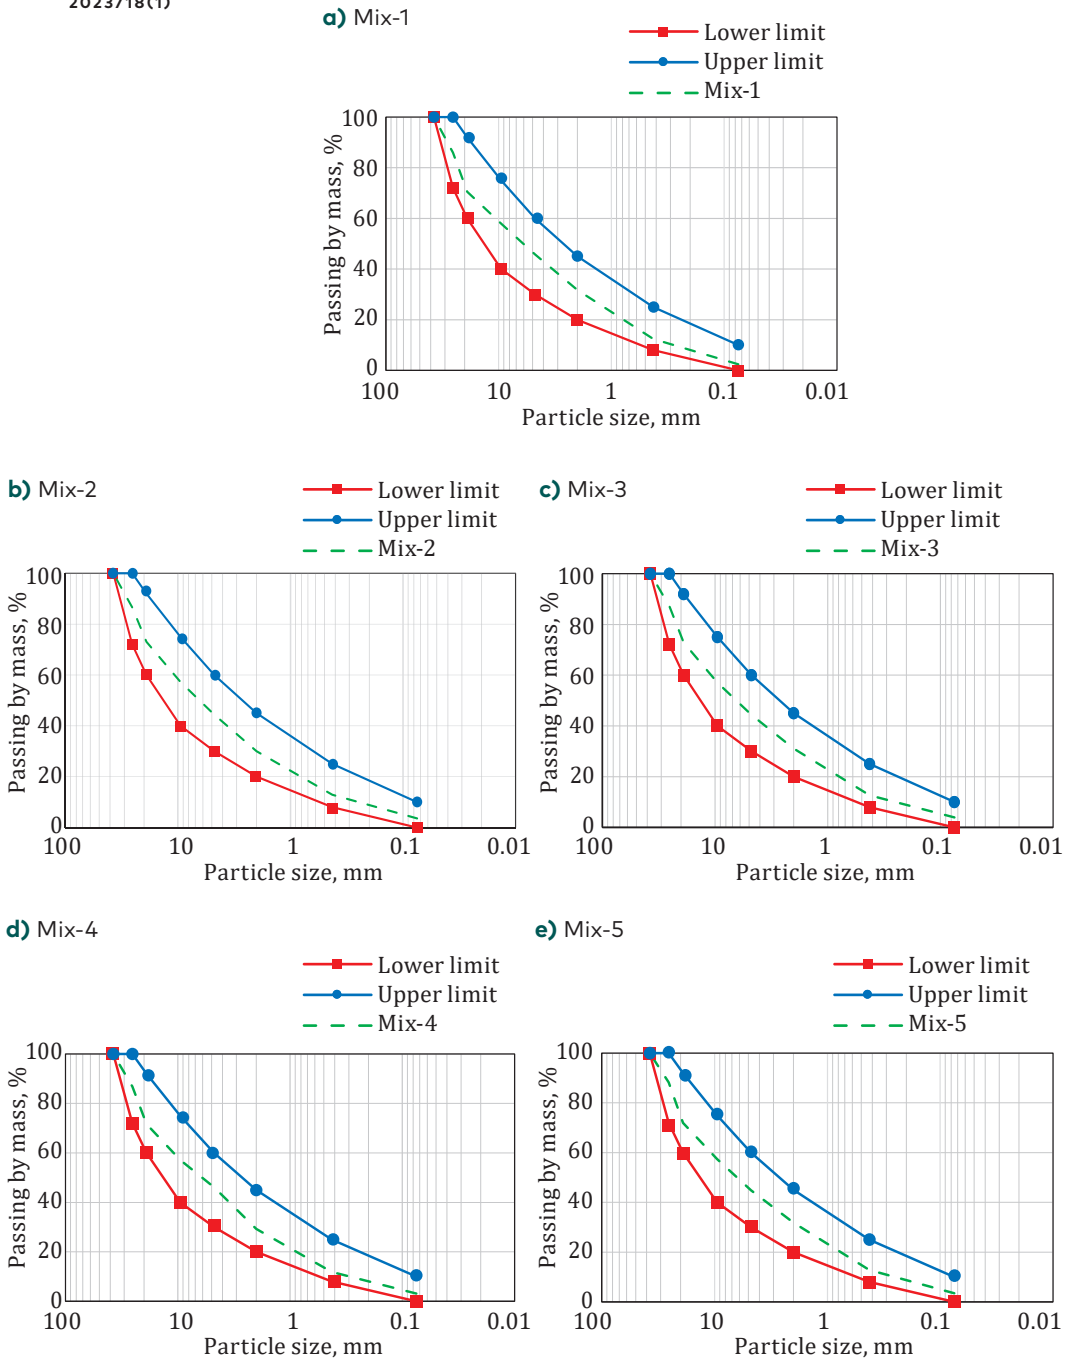 2023/18(1)
a) Mix-1
Lower limit
Upper limit
Mix-1
Passing by mass, %
100
80
60
40
20
0
100 10 1 0.1 0.01
Particle size, mm
b) Mix-2
Lower limit
Upper limit
Mix-2
Passing by mass, %
100
80
60
40
20
0
100 10 1 0.1 0.01
Particle size, mm
c) Mix-3
Lower limit
Upper limit
Mix-3
Passing by mass, %
100
80
60
40
20
0
100 10 1 0.1 0.01
Particle size, mm
d) Mix-4
Lower limit
Upper limit
Mix-4
Passing by mass, %
100
80
60
40
20
0
100 10 1 0.1 0.01
Particle size, mm
e) Mix-5
Lower limit
Upper limit
Mix-5
Passing by mass, %
100
80
60
40
20
0
100 10 1 0.1 0.01
Particle size, mm